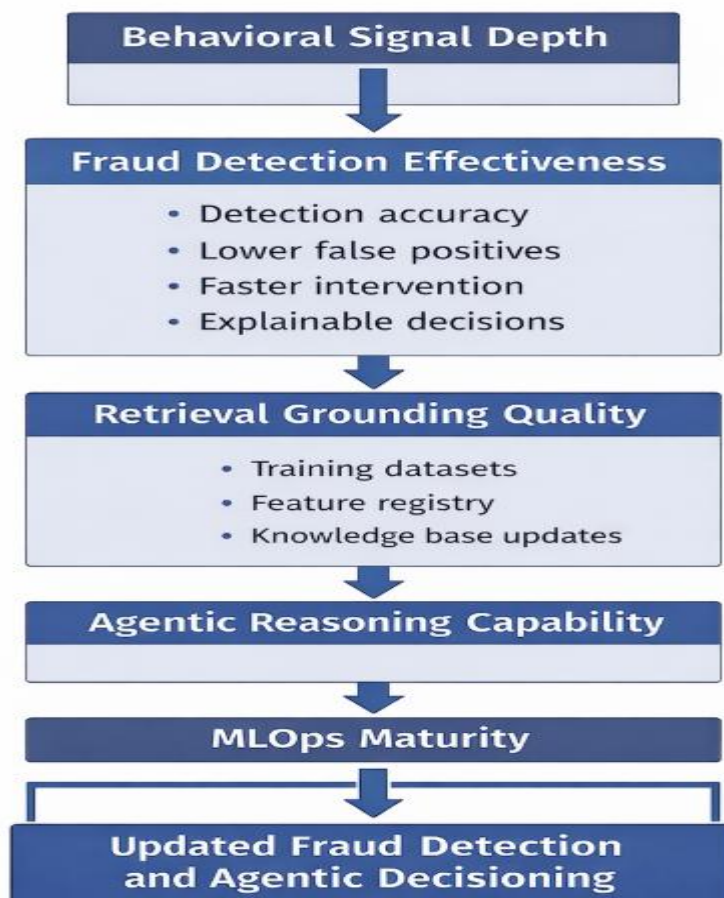 Behavioral Signal Depth
Fraud Detection Effectiveness
• Detection accuracy
• Lower false positives
• Faster intervention
• Explainable decisions
Retrieval Grounding Quality
• Training datasets
• Feature registry
• Knowledge base updates
Agentic Reasoning Capability
MLOps Maturity
Updated Fraud Detection
and Agentic Decisioning